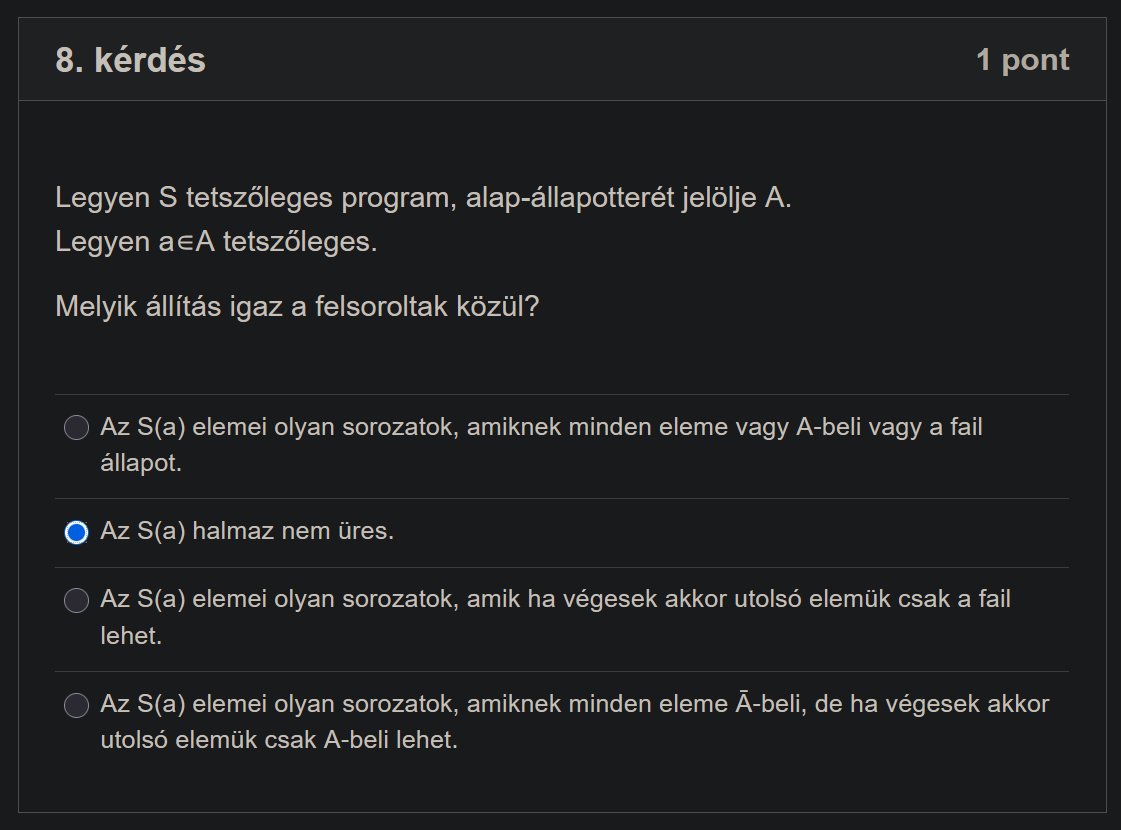 8. kérdés
1 pont
Legyen S tetszőleges program, alap-állapotterét jelölje A.
Legyen a∈A tetszőleges.
Melyik állítás igaz a felsoroltak közül?
Az S(a) elemei olyan sorozatok, amiknek minden eleme vagy A-beli vagy a fail
állapot.
Az S(a) halmaz nem üres.
Az S(a) elemei olyan sorozatok, amik ha végesek akkor utolsó elemük csak a fail
lehet.
Az S(a) elemei olyan sorozatok, amiknek minden eleme Ā-beli, de ha végesek akkor
utolsó elemük csak A-beli lehet.